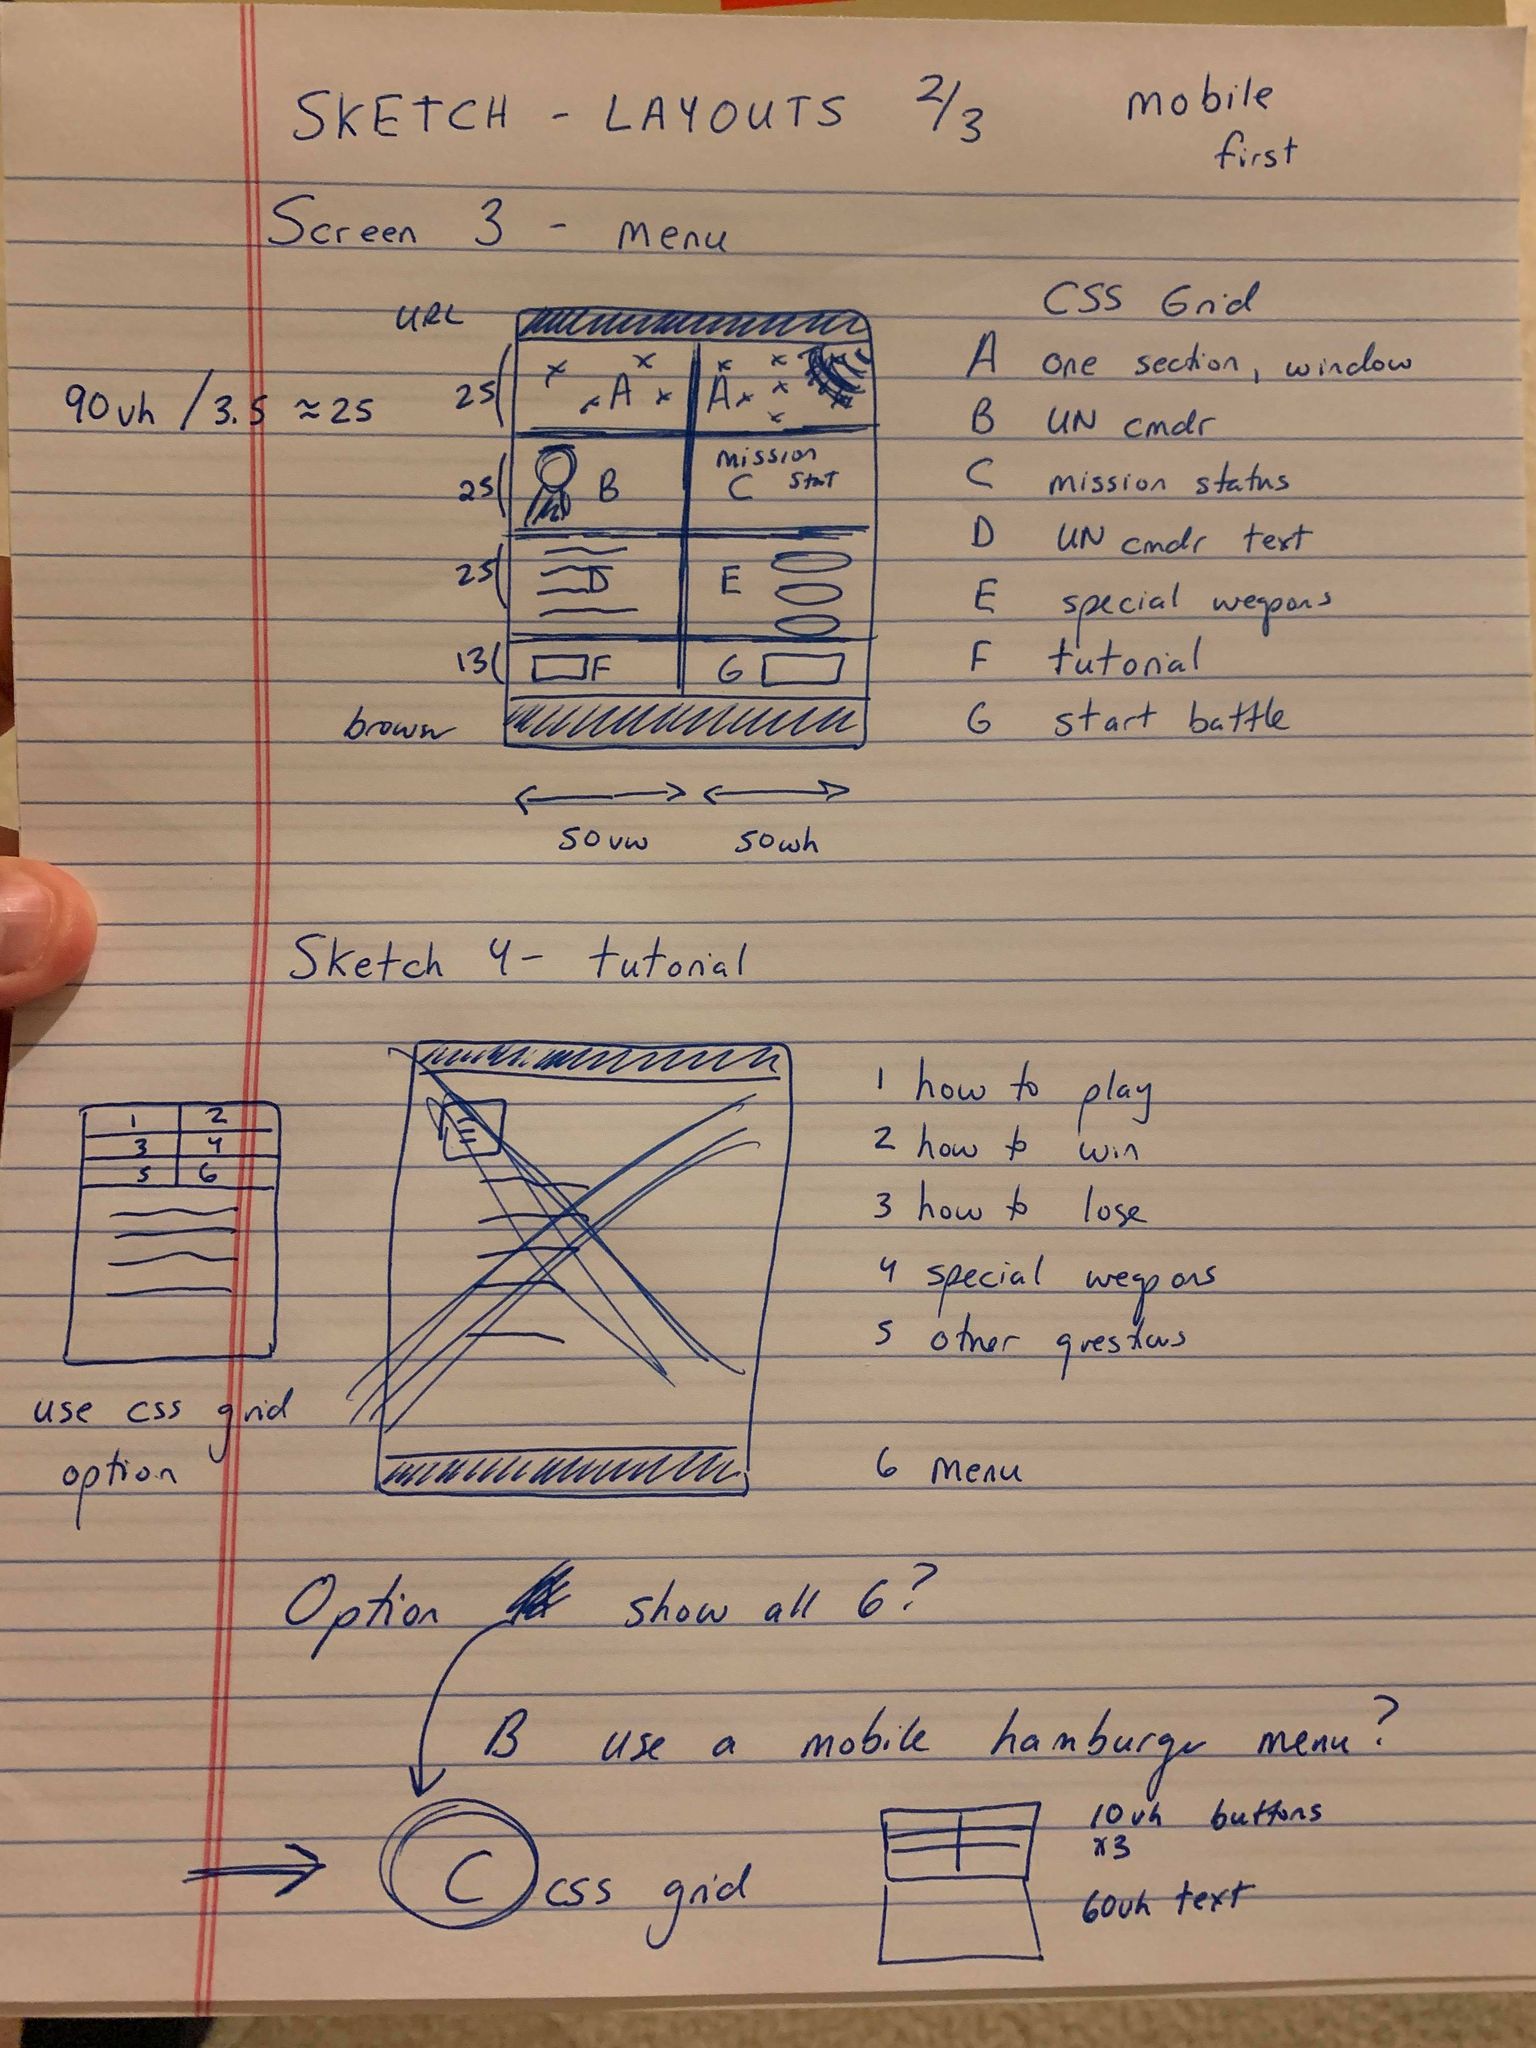 SKETCH - LAYOUTS 2/3
mobile first
Screen 3 - menu
URL
90vh / 3.5 ≈ 25
25
25
25
13
A A
B
mission
C stat
D E
F G
brower
50vw 50wh
CSS Grid
A one section, window
B UN cmdr
C mission status
D UN cmdr text
E special wepons
F tutorial
G start battle
Sketch 4 - tutorial
1 2
3 4
5 6
use css grid
option
1 how to play
2 how to win
3 how to lose
4 special wepons
5 other questions
6 menu
Option show all 6?
B use a mobile hamburger menu?
C css grid
10vh buttons
x3
60vh text